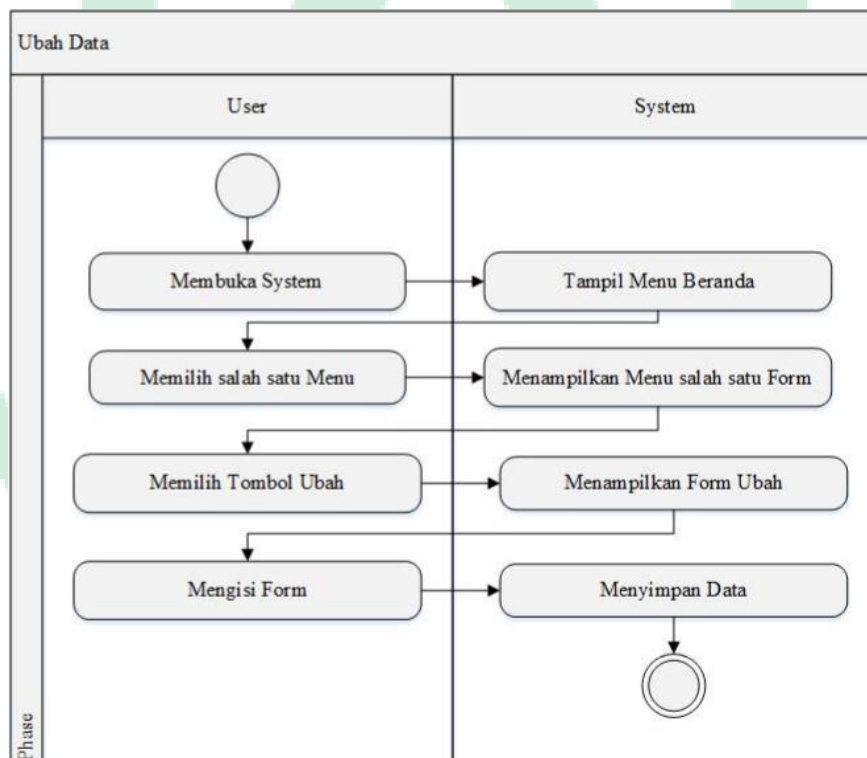 Ubah Data
User
System
Membuka System
Tampil Menu Beranda
Memilih salah satu Menu
Menampilkan Menu salah satu Form
Memilih Tombol Ubah
Menampilkan Form Ubah
Mengisi Form
Menyimpan Data
Phase